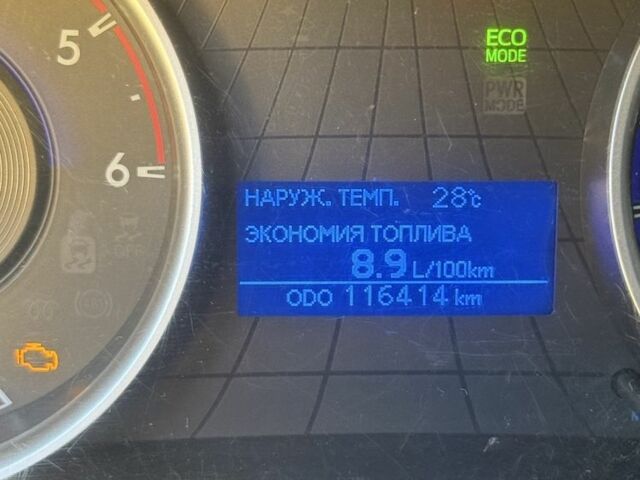 5
6
ECO
MODE
PWR
MODE
НАРУЖ. ТЕМП. 28°C
ЭКОНОМИЯ ТОПЛИВА
8.9 L/100km
ODO 116414 km